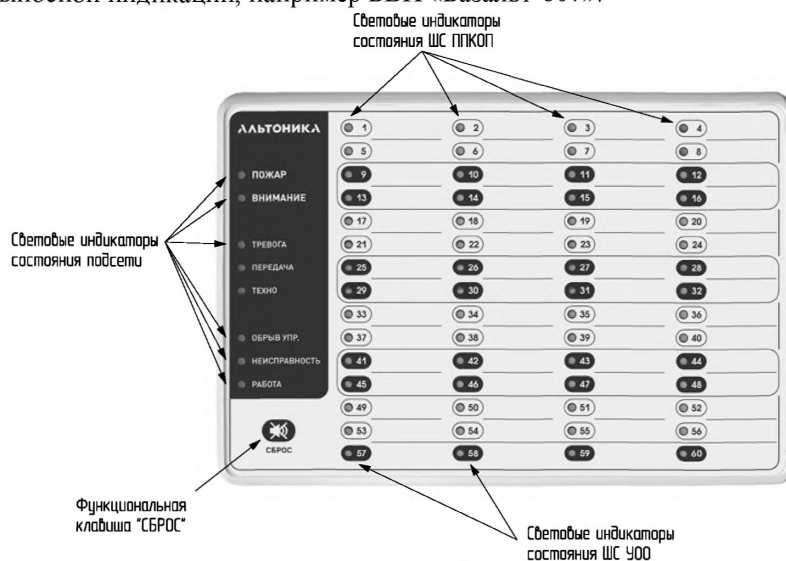 выносной индикации, например ВВИ «Базальт
Световые индикаторы
состояния ШС ППКОП
АЛЬТОНИКА
1 2 3 4
5 6 7 8
ПОЖАР
9 10 11 12
ВНИМАНИЕ
13 14 15 16
17 18 19 20
Световые индикаторы
состояния подсети
ТРЕВОГА
21 22 23 24
ПЕРЕДАЧА
25 26 27 28
ТЕХНО
29 30 31 32
33 34 35 36
ОБРЫВ УПР.
37 38 39 40
НЕИСПРАВНОСТЬ
41 42 43 44
РАБОТА
45 46 47 48
49 50 51 52
53 54 55 56
СБРОС
57 58 59 60
Функциональная
клавиша "СБРОС"
Световые индикаторы
состояния ШС УОО